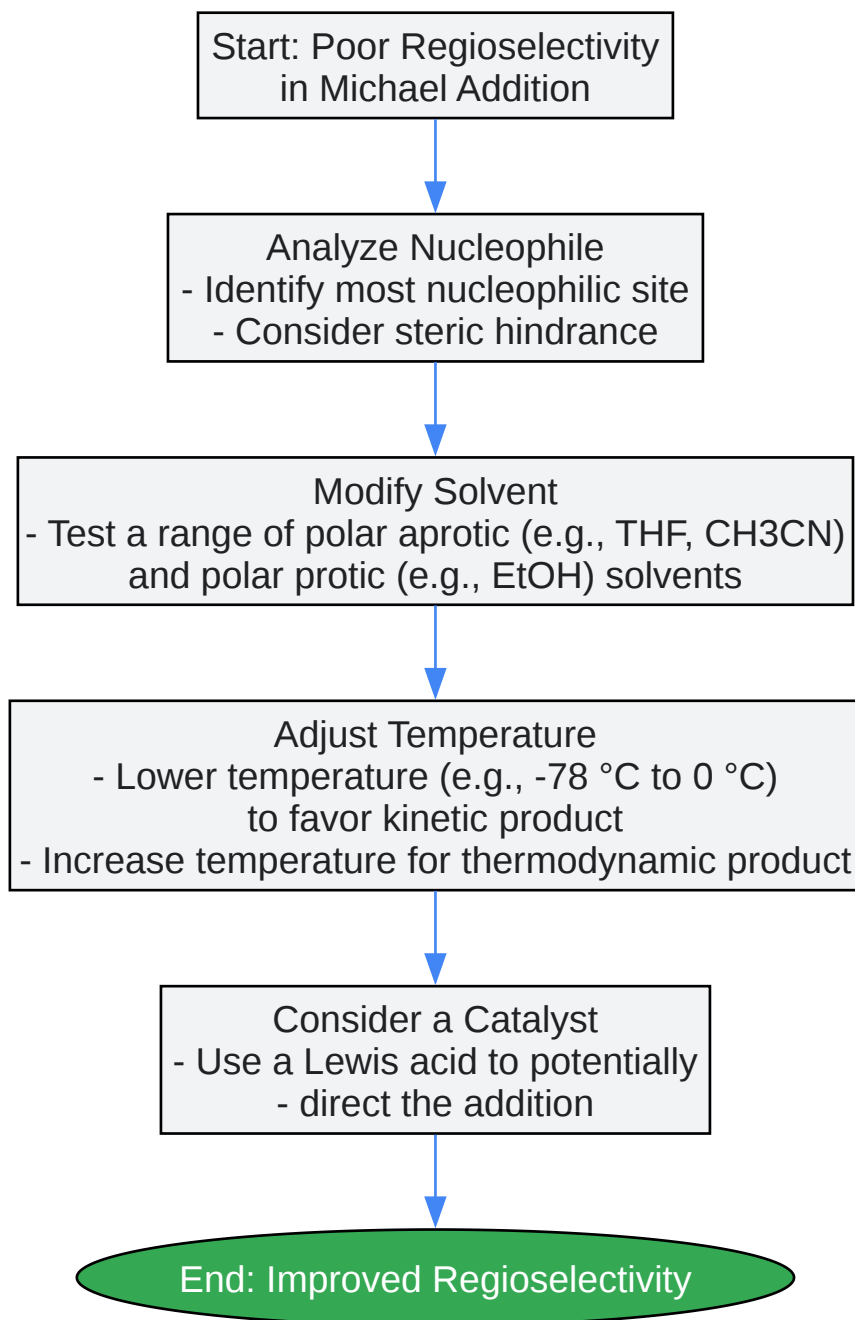 Start: Poor Regioselectivity
in Michael Addition
Analyze Nucleophile
- Identify most nucleophilic site
- Consider steric hindrance
Modify Solvent
- Test a range of polar aprotic (e.g., THF, CH3CN)
and polar protic (e.g., EtOH) solvents
Adjust Temperature
- Lower temperature (e.g., -78 °C to 0 °C)
to favor kinetic product
- Increase temperature for thermodynamic product
Consider a Catalyst
- Use a Lewis acid to potentially
- direct the addition
End: Improved Regioselectivity